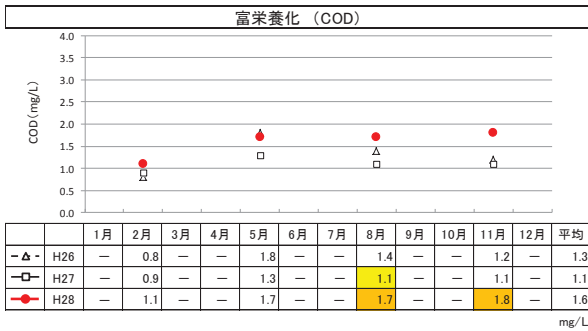 富栄養化 （COD）
COD(mg/L)
4.0
3.5
3.0
2.5
2.0
1.5
1.0
0.5
0.0
1月 2月 3月 4月 5月 6月 7月 8月 9月 10月 11月 12月 平均
H26 — 0.8 — — 1.8 — — 1.4 — — 1.2 — 1.3
H27 — 0.9 — — 1.3 — — 1.1 — — 1.1 — 1.1
H28 — 1.1 — — 1.7 — — 1.7 — — 1.8 — 1.6
mg/L